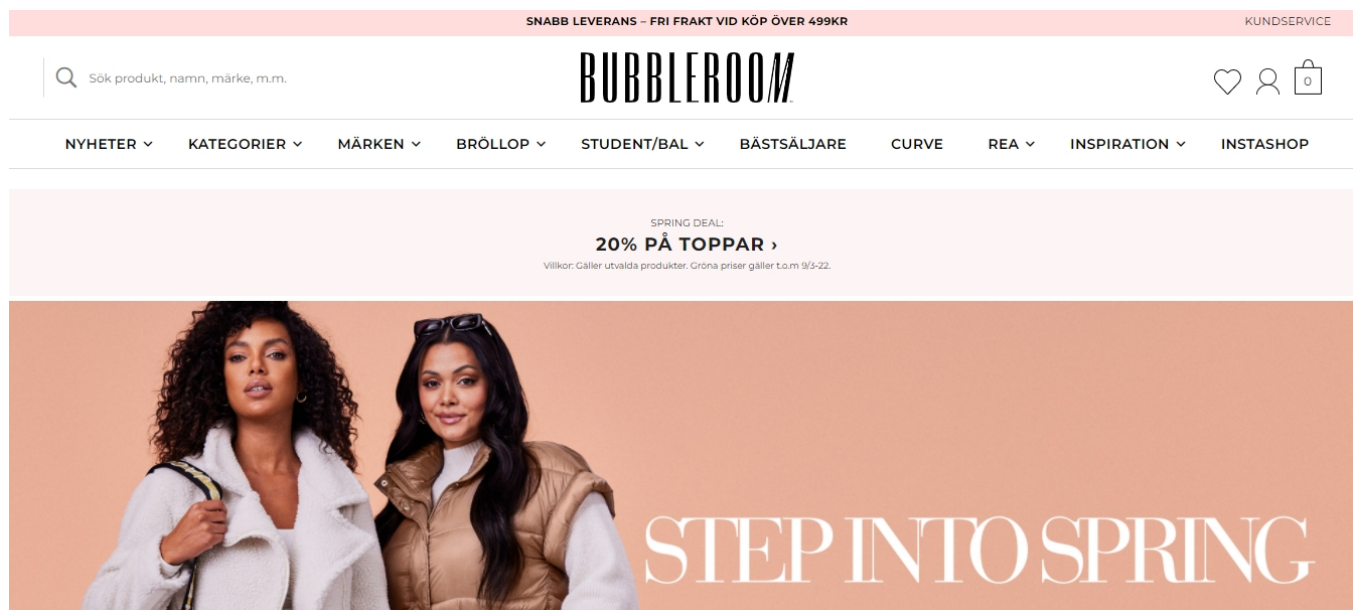 SNABB LEVERANS – FRI FRAKT VID KÖP ÖVER 499KR
KUNDSERVICE
Sök produkt, namn, märke, m.m.
BUBBLEROOM
0
NYHETER KATEGORIER MÄRKEN BRÖLLOP STUDENT/BAL BÄSTSÄLJARE CURVE REA INSPIRATION INSTASHOP
SPRING DEAL:
20% PÅ TOPPAR ›
Villkor: Gäller utvalda produkter. Gröna priser gäller t.o.m 9/3-22.
STEP INTO SPRING